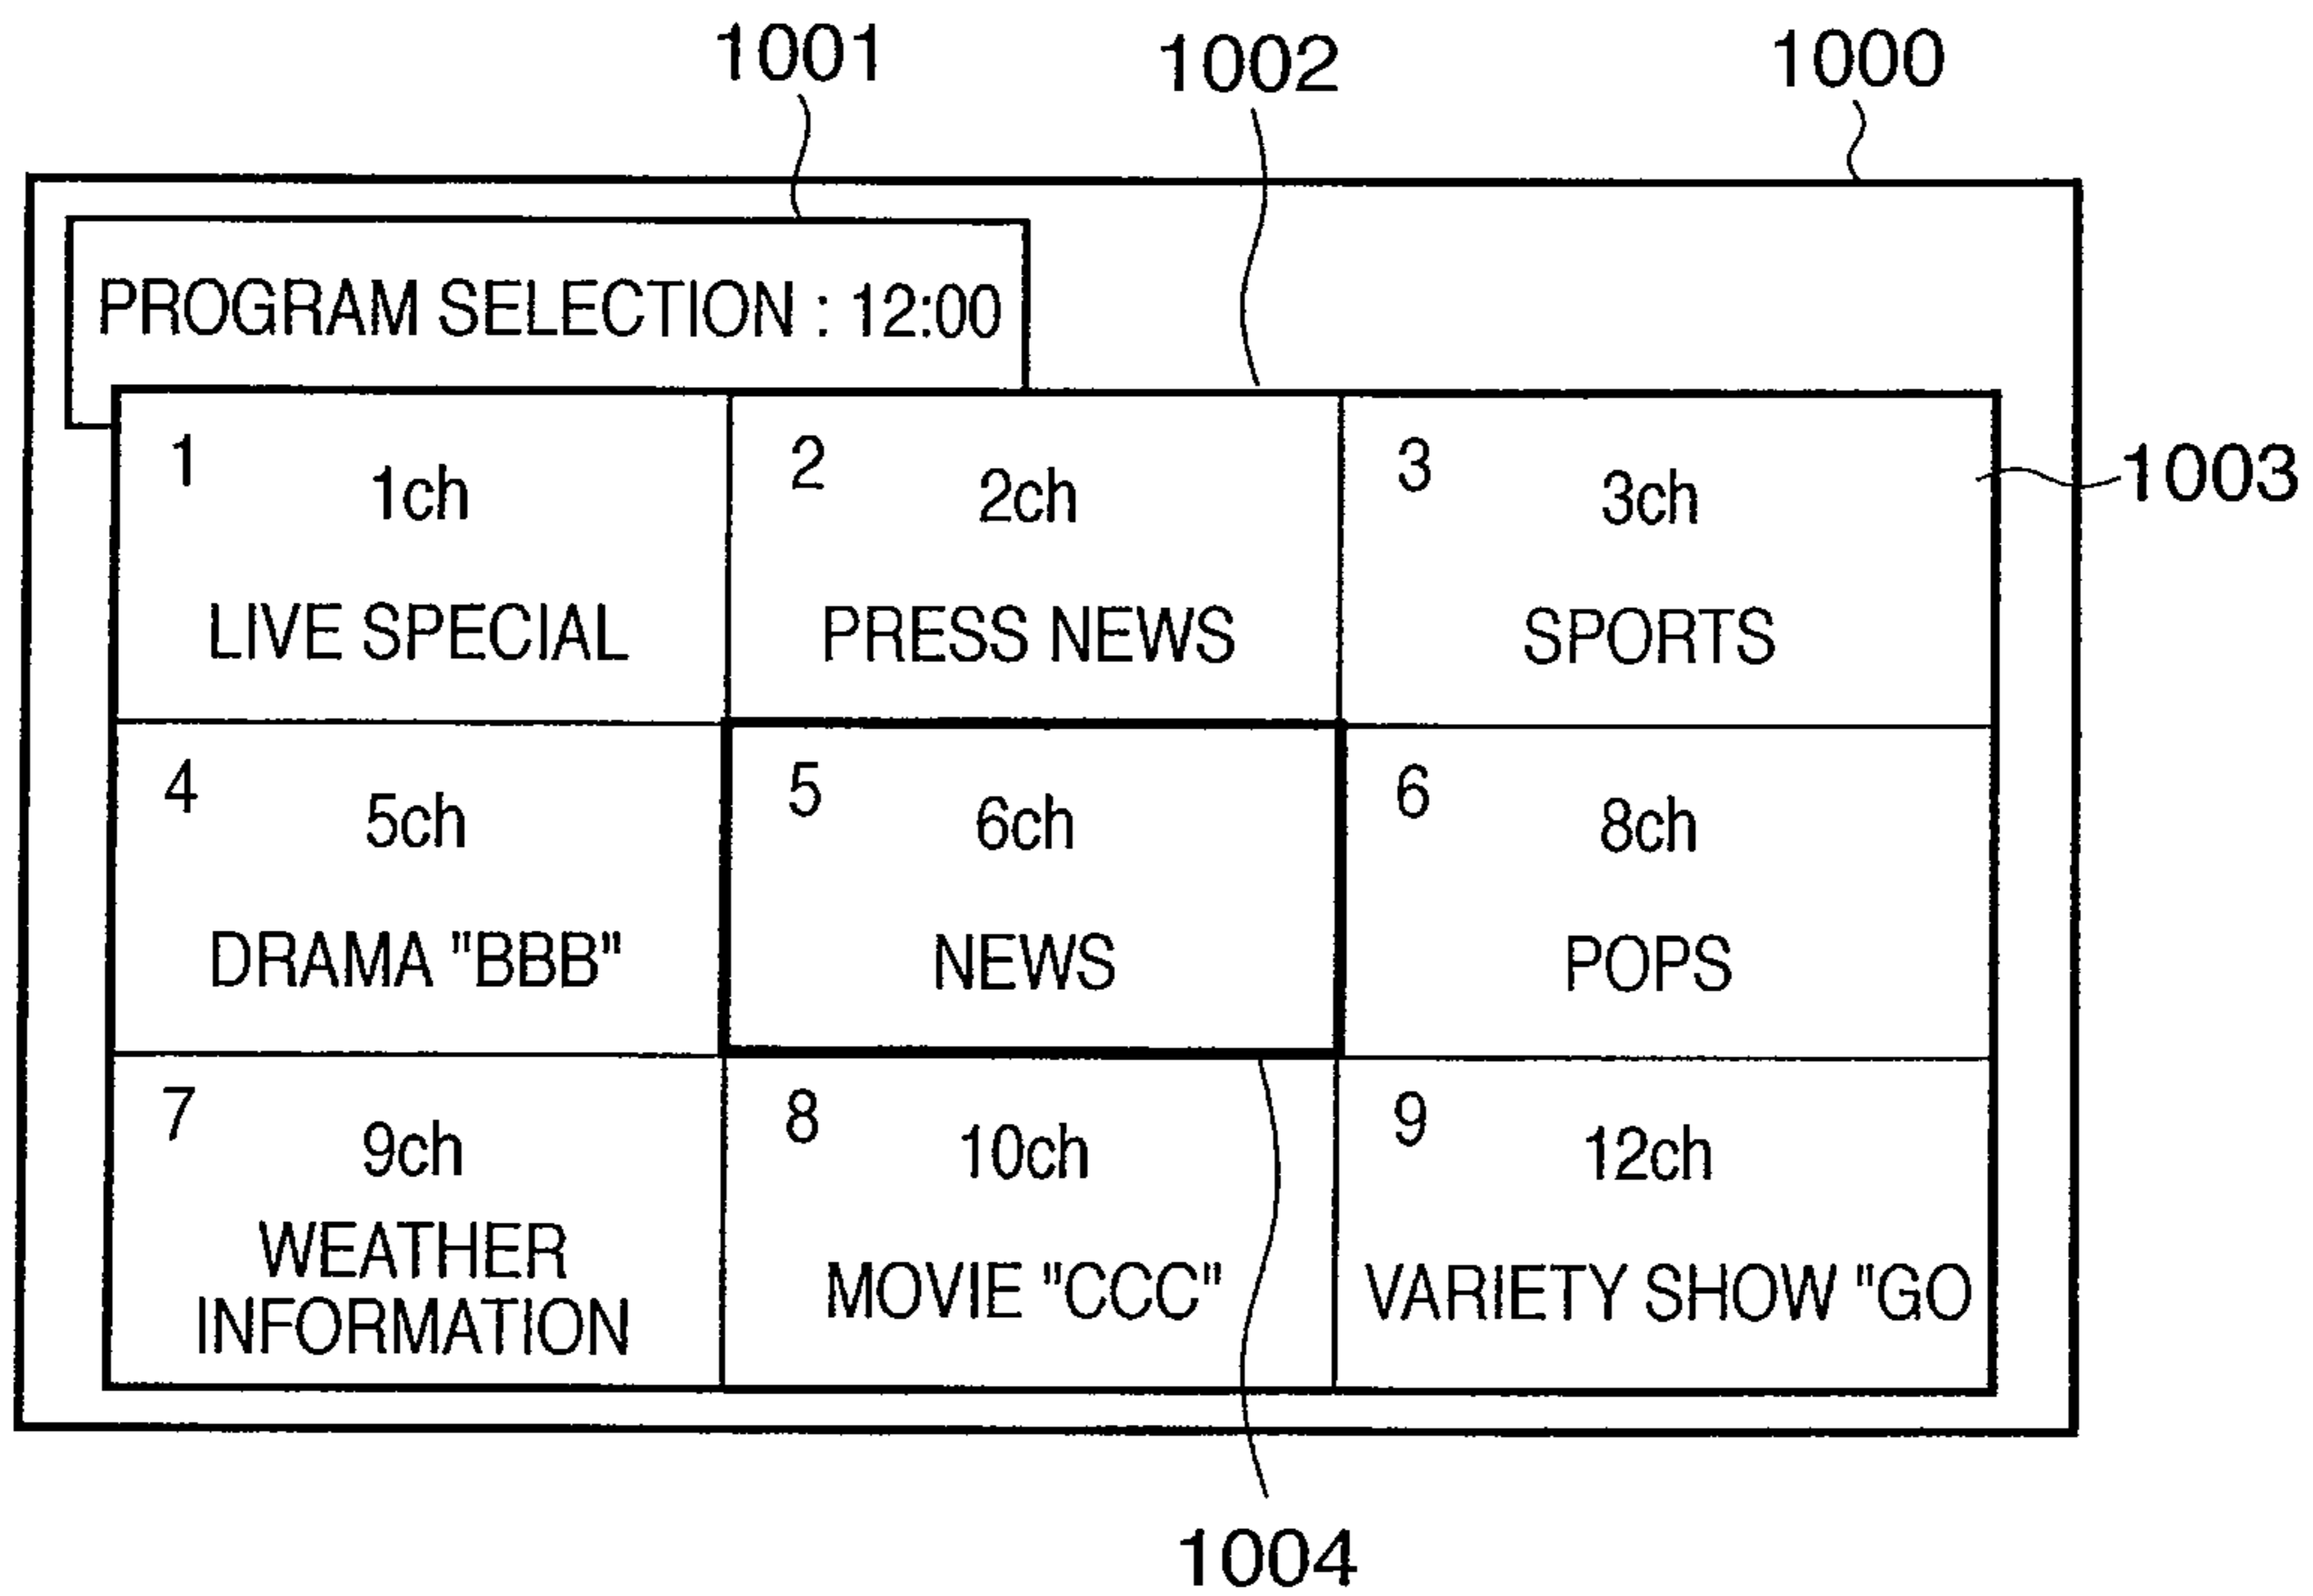 1001
1002
1000
PROGRAM SELECTION : 12:00
1
1ch
LIVE SPECIAL
2
2ch
PRESS NEWS
3
3ch
SPORTS
1003
4
5ch
DRAMA "BBB"
5
6ch
NEWS
6
8ch
POPS
7
9ch
WEATHER
INFORMATION
8
10ch
MOVIE "CCC"
9
12ch
VARIETY SHOW "GO
1004